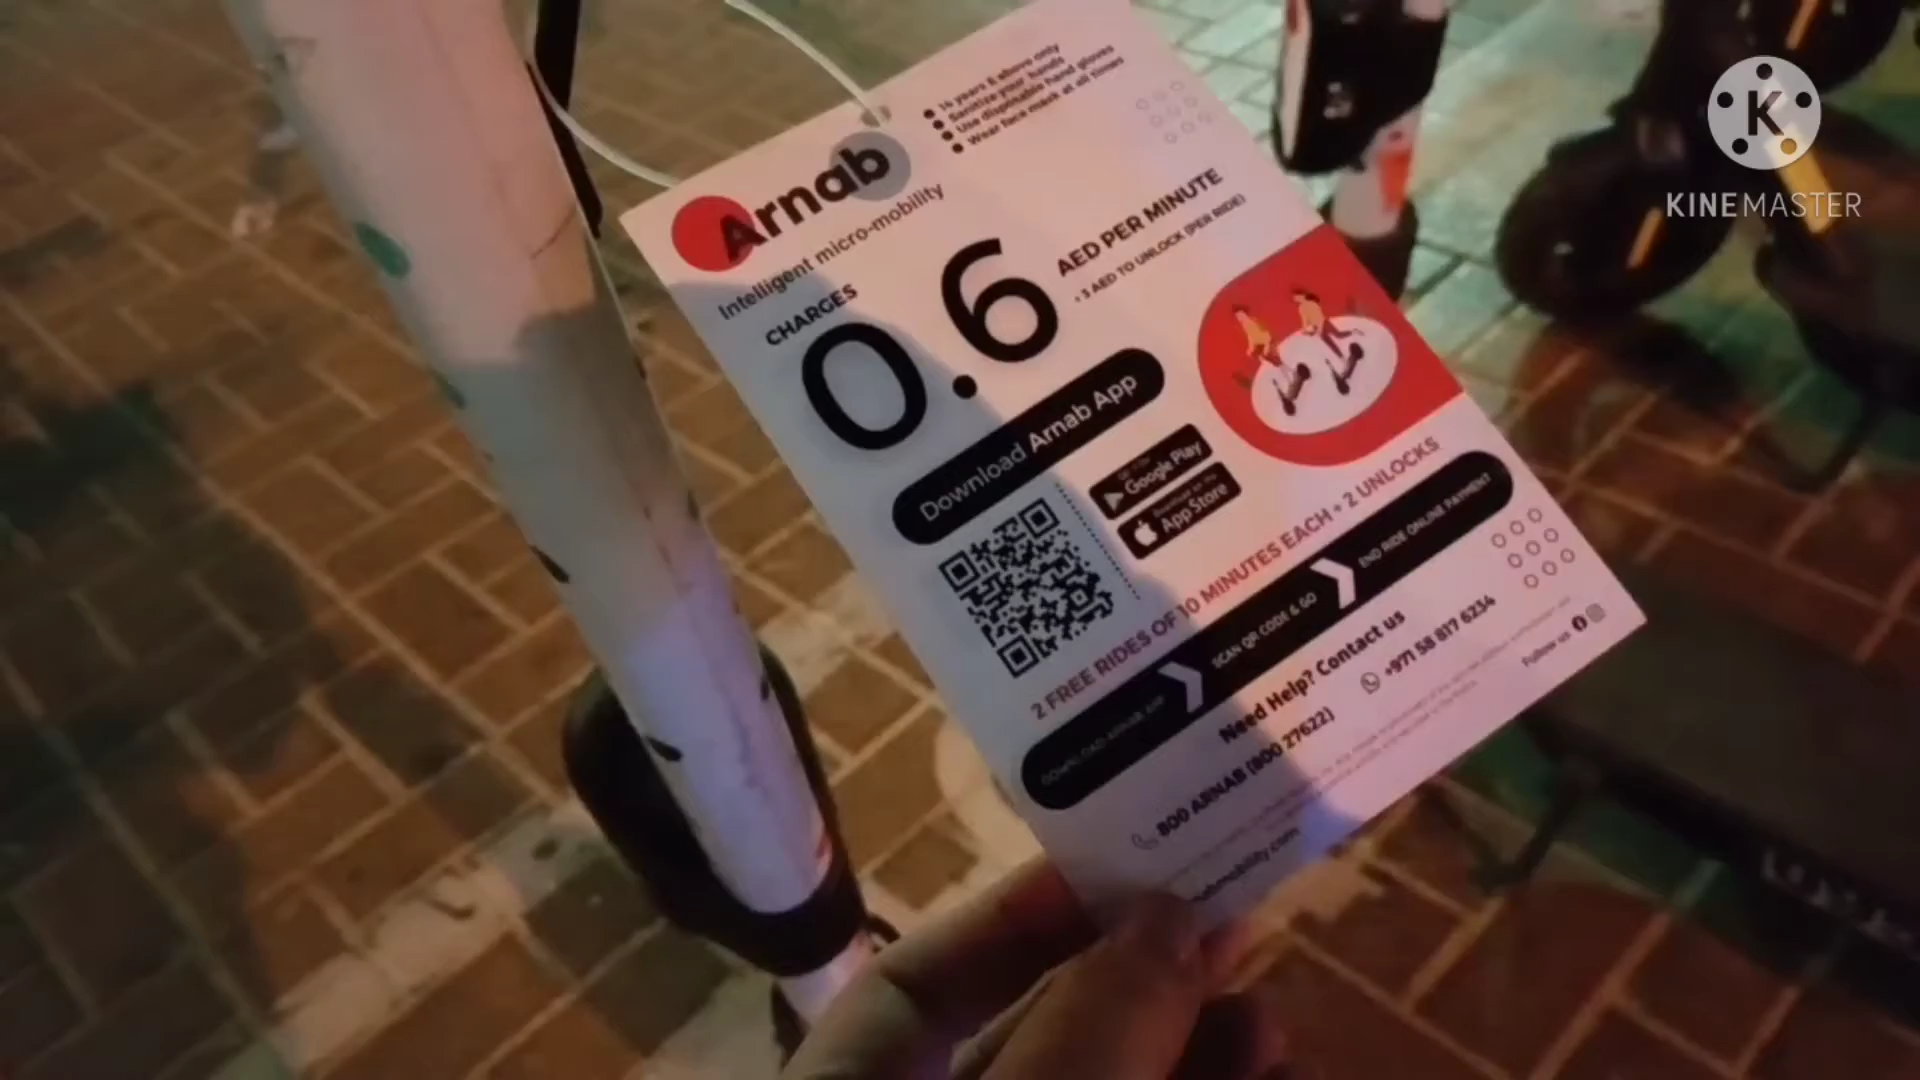 14 years & above only
Sanitize your hands
Use disposable hand gloves
Wear face mask at all times
Arnab
Intelligent micro-mobility
CHARGES
0.6
AED PER MINUTE
+ 3 AED TO UNLOCK (PER RIDE)
Download Arnab App
Google Play
Download on the
App Store
2 FREE RIDES OF 10 MINUTES EACH + 2 UNLOCKS
DOWNLOAD ARNAB APP
SCAN QR CODE & GO
END RIDE ONLINE PAYMENT
Need Help? Contact us
800 ARNAB (800 27622)
+971 58 817 6234
Follow us
K
KINEMASTER